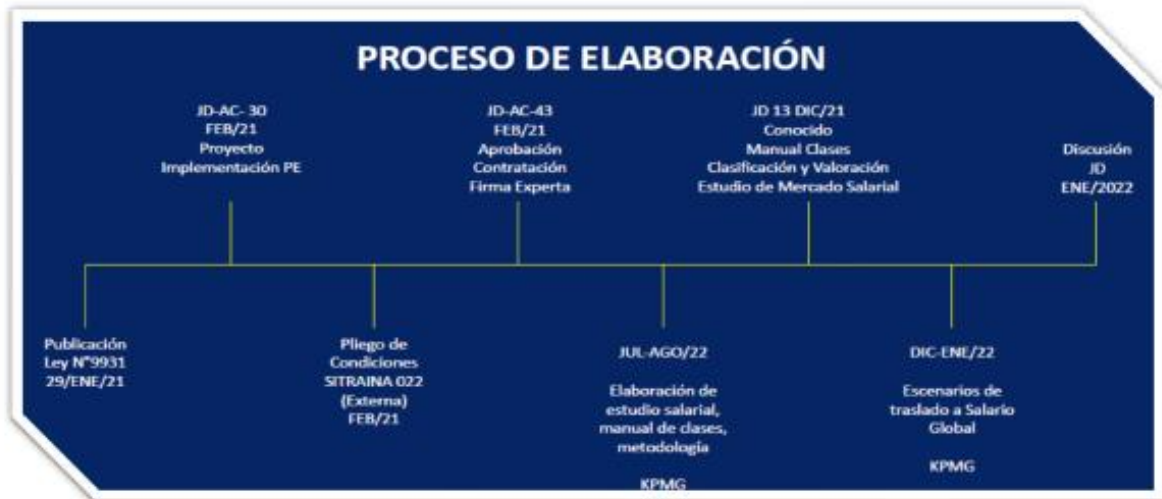 PROCESO DE ELABORACIÓN
JD-AC- 30
FEB/21
Proyecto
Implementación PE
JD-AC-43
FEB/21
Aprobación
Contratación
Firma Experta
JD 13 DIC/21
Conocido
Manual Clases
Clasificación y Valoración
Estudio de Mercado Salarial
Discusión
JD
ENE/2022
Publicación
Ley N°9931
29/ENE/21
Pliego de
Condiciones
SITRAINA 022
(Externa)
FEB/21
JUL-AGO/22
Elaboración de
estudio salarial,
manual de clases,
metodología
KPMG
DIC-ENE/22
Escenarios de
traslado a Salario
Global
KPMG